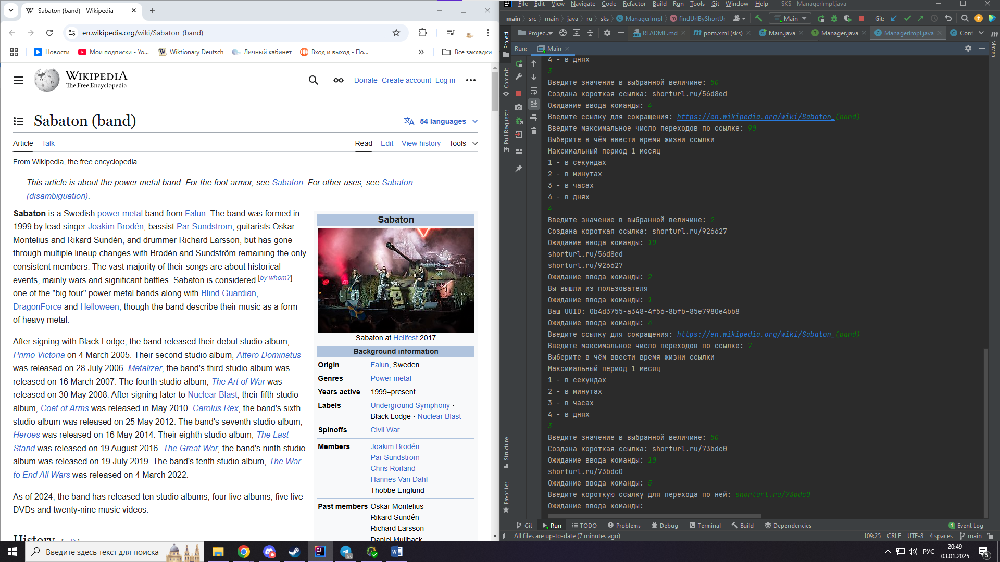 Sabaton (band) - Wikipedia
en.wikipedia.org/wiki/Sabaton_(band)
Новости
Мои подписки - Yo...
Wiktionary Deutsch
Личный кабинет
Вход и выход - По...
»
Все закладки
WIKIPEDIA
The Free Encyclopedia
Donate
Create account
Log in
Sabaton (band)
54 languages
Article
Talk
Read
Edit
View history
Tools
From Wikipedia, the free encyclopedia
This article is about the power metal band. For the foot armor, see Sabaton. For other uses, see Sabaton
(disambiguation).
Sabaton is a Swedish power metal band from Falun. The band was formed in
1999 by lead singer Joakim Brodén, bassist Pär Sundström, guitarists Oskar
Montelius and Rikard Sundén, and drummer Richard Larsson, but has gone
through multiple lineup changes with Brodén and Sundström remaining the only
consistent members. The vast majority of their songs are about historical
events, mainly wars and significant battles. Sabaton is considered [by whom?]
one of the "big four" power metal bands along with Blind Guardian,
DragonForce and Helloween, though the band describe their music as a form
of heavy metal.
After signing with Black Lodge, the band released their debut studio album,
Primo Victoria on 4 March 2005. Their second studio album, Attero Dominatus
was released on 28 July 2006. Metalizer, the band's third studio album was
released on 16 March 2007. The fourth studio album, The Art of War was
released on 30 May 2008. After signing later to Nuclear Blast, their fifth studio
album, Coat of Arms was released in May 2010. Carolus Rex, the band's sixth
studio album was released on 25 May 2012. The band's seventh studio album,
Heroes was released on 16 May 2014. Their eighth studio album, The Last
Stand was released on 19 August 2016. The Great War, the band's ninth studio
album was released on 19 July 2019. The band's tenth studio album, The War
to End All Wars was released on 4 March 2022.
As of 2024, the band has released ten studio albums, four live albums, five live
DVDs and twenty-nine music videos.
History [edit]
Sabaton
Sabaton at Hellfest 2017
Background information
Origin Falun, Sweden
Genres Power metal
Years active 1999–present
Labels Underground Symphony ·
Black Lodge · Nuclear Blast
Spinoffs Civil War
Members Joakim Brodén
Pär Sundström
Chris Rörland
Hannes Van Dahl
Thobbe Englund
Past members Oskar Montelius
Rikard Sundén
Richard Larsson
Daniel Mullback
File Edit View Navigate Code Refactor Build Run Tools Git Window Help SKS - ManagerImpl.java
main src main java ru sks ManagerImpl findUrlByShortUr
Main
Git:
Projec...
README.md
pom.xml (sks)
Main.java
Manager.java
ManagerImpl.java
Conf
Run: Main
Project
Commit
Pull Requests
Structure
Favorites
Maven
4 - в днях
3
Введите значение в выбранной величине: 50
Создана короткая ссылка: shorturl.ru/56d8ed
Ожидание ввода команды: 4
Введите ссылку для сокращения: https://en.wikipedia.org/wiki/Sabaton_(band)
Введите максимальное число переходов по ссылке: 90
Выберите в чём ввести время жизни ссылки
Максимальный период 1 месяц
1 - в секундах
2 - в минутах
3 - в часах
4 - в днях
4
Введите значение в выбранной величине: 2
Создана короткая ссылка: shorturl.ru/926627
Ожидание ввода команды: 10
shorturl.ru/56d8ed
shorturl.ru/926627
Ожидание ввода команды: 2
Вы вышли из пользователя
Ожидание ввода команды: 1
Ваш UUID: 0b4d3755-a348-4f56-8bfb-85e7980e4bb8
Ожидание ввода команды: 4
Введите ссылку для сокращения: https://en.wikipedia.org/wiki/Sabaton_(band)
Введите максимальное число переходов по ссылке: 7
Выберите в чём ввести время жизни ссылки
Максимальный период 1 месяц
1 - в секундах
2 - в минутах
3 - в часах
4 - в днях
3
Введите значение в выбранной величине: 50
Создана короткая ссылка: shorturl.ru/73bdc0
Ожидание ввода команды: 10
shorturl.ru/73bdc0
Ожидание ввода команды: 5
Введите короткую ссылку для перехода по ней: shorturl.ru/73bdc0
Ожидание ввода команды:
Git Run TODO Problems Debug Terminal Build Dependencies
1 Event Log
All files are up-to-date (7 minutes ago)
109:25 CRLF UTF-8 4 spaces main
Введите здесь текст для поиска
86
РУС
20:49
03.01.2025
5